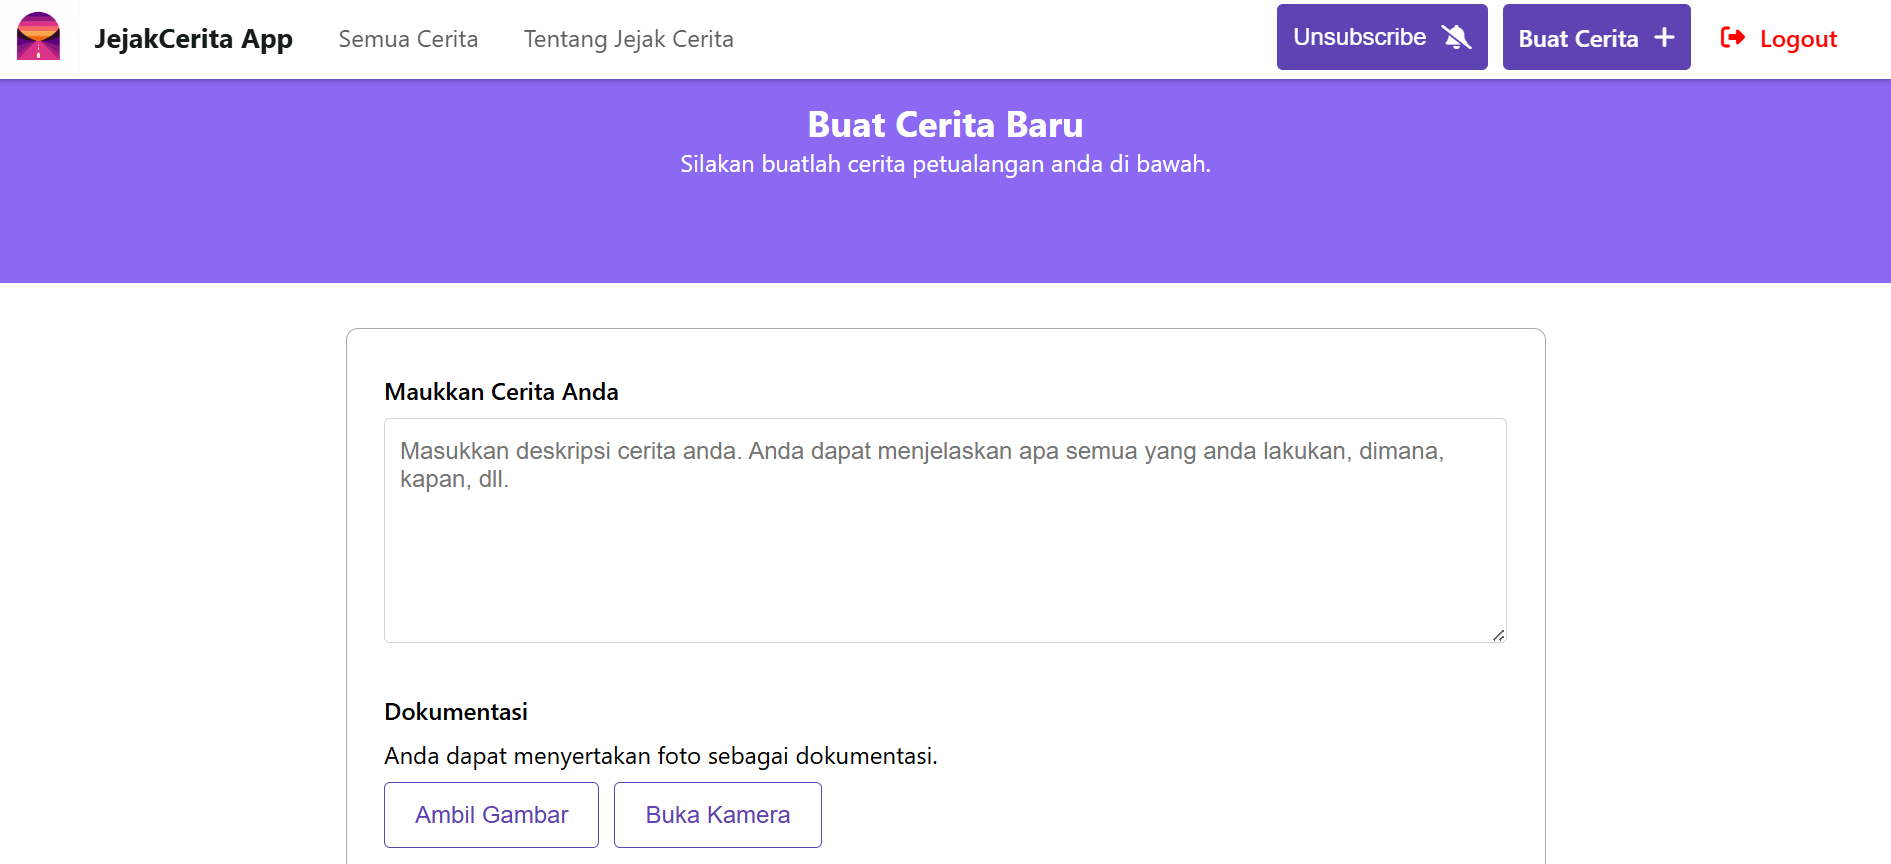 JejakCerita App
Semua Cerita
Tentang Jejak Cerita
Unsubscribe
Buat Cerita
Logout
Buat Cerita Baru
Silakan buatlah cerita petualangan anda di bawah.
Maukkan Cerita Anda
Masukkan deskripsi cerita anda. Anda dapat menjelaskan apa semua yang anda lakukan, dimana,
kapan, dll.
Dokumentasi
Anda dapat menyertakan foto sebagai dokumentasi.
Ambil Gambar
Buka Kamera